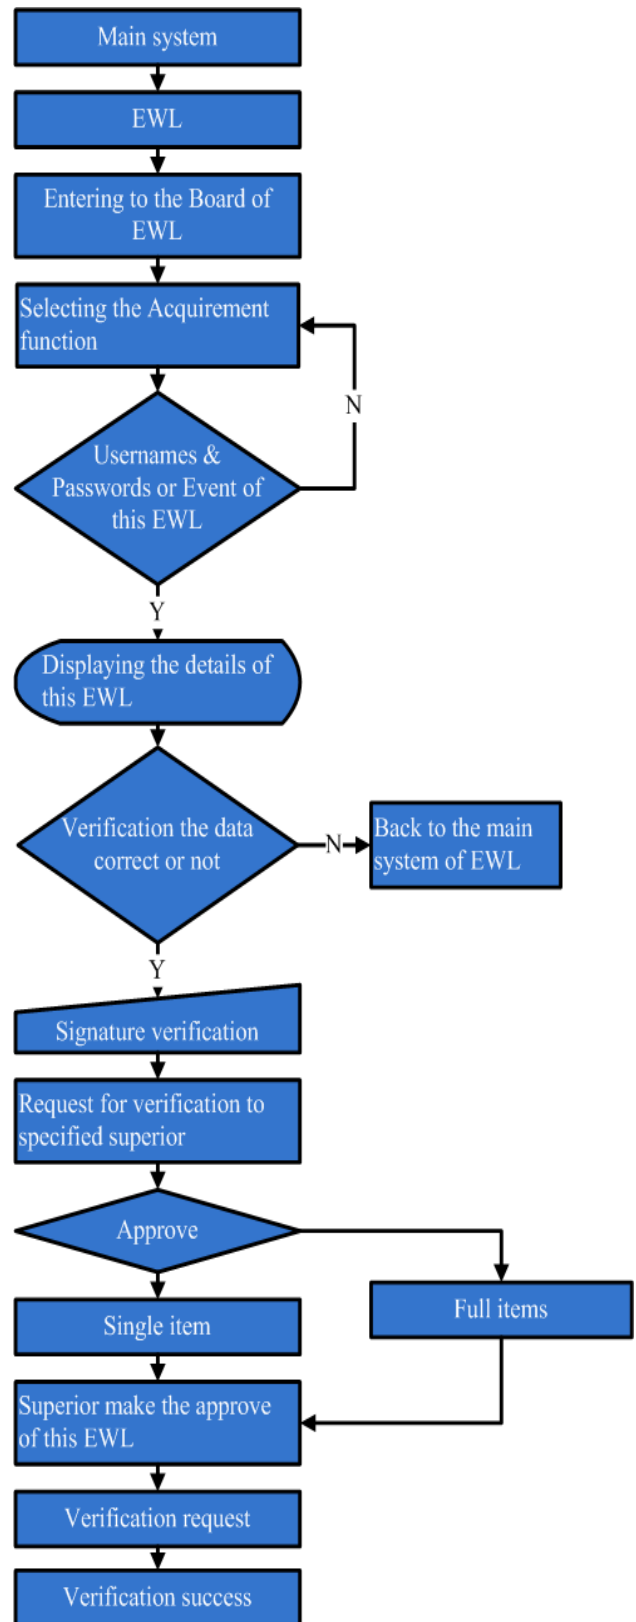 Main system
EWL
Entering to the Board of
EWL
Selecting the Acquirement
function
N
Usernames &
Passwords or Event of
this EWL
Y
Displaying the details of
this EWL
Verification the data
correct or not
N
Back to the main
system of EWL
Y
Signature verification
Request for verification to
specified superior
Approve
Single item
Full items
Superior make the approve
of this EWL
Verification request
Verification success